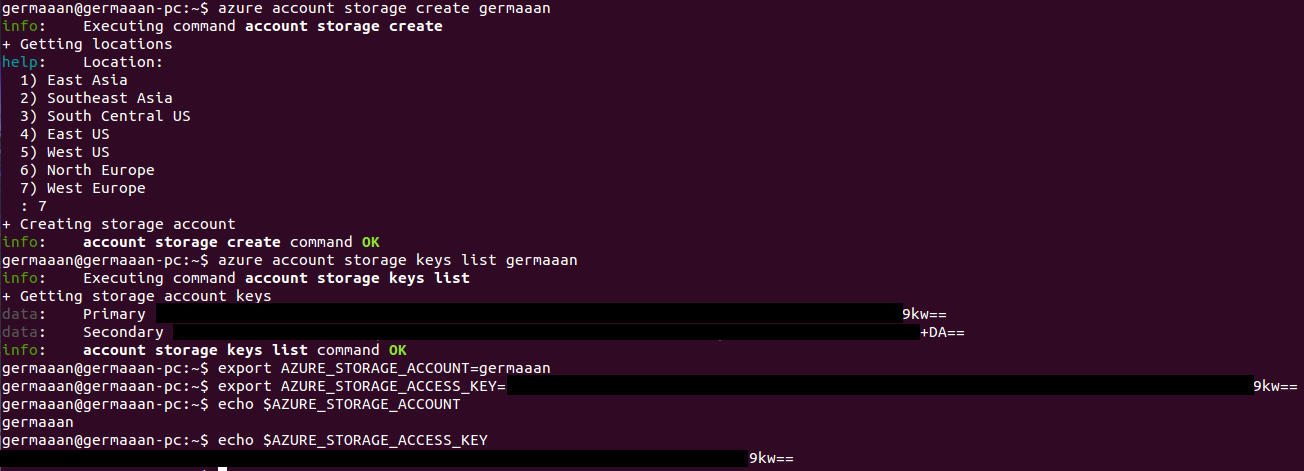 germaaan@germaaan-pc:~$ azure account storage create germaaan
info:    Executing command account storage create
+ Getting locations
help:    Location:
  1) East Asia
  2) Southeast Asia
  3) South Central US
  4) East US
  5) West US
  6) North Europe
  7) West Europe
  : 7
+ Creating storage account
info:    account storage create command OK
germaaan@germaaan-pc:~$ azure account storage keys list germaaan
info:    Executing command account storage keys list
+ Getting storage account keys
data:    Primary 9kw==
data:    Secondary +DA==
info:    account storage keys list command OK
germaaan@germaaan-pc:~$ export AZURE_STORAGE_ACCOUNT=germaaan
germaaan@germaaan-pc:~$ export AZURE_STORAGE_ACCESS_KEY=9kw==
germaaan@germaaan-pc:~$ echo $AZURE_STORAGE_ACCOUNT
germaaan
germaaan@germaaan-pc:~$ echo $AZURE_STORAGE_ACCESS_KEY
9kw==